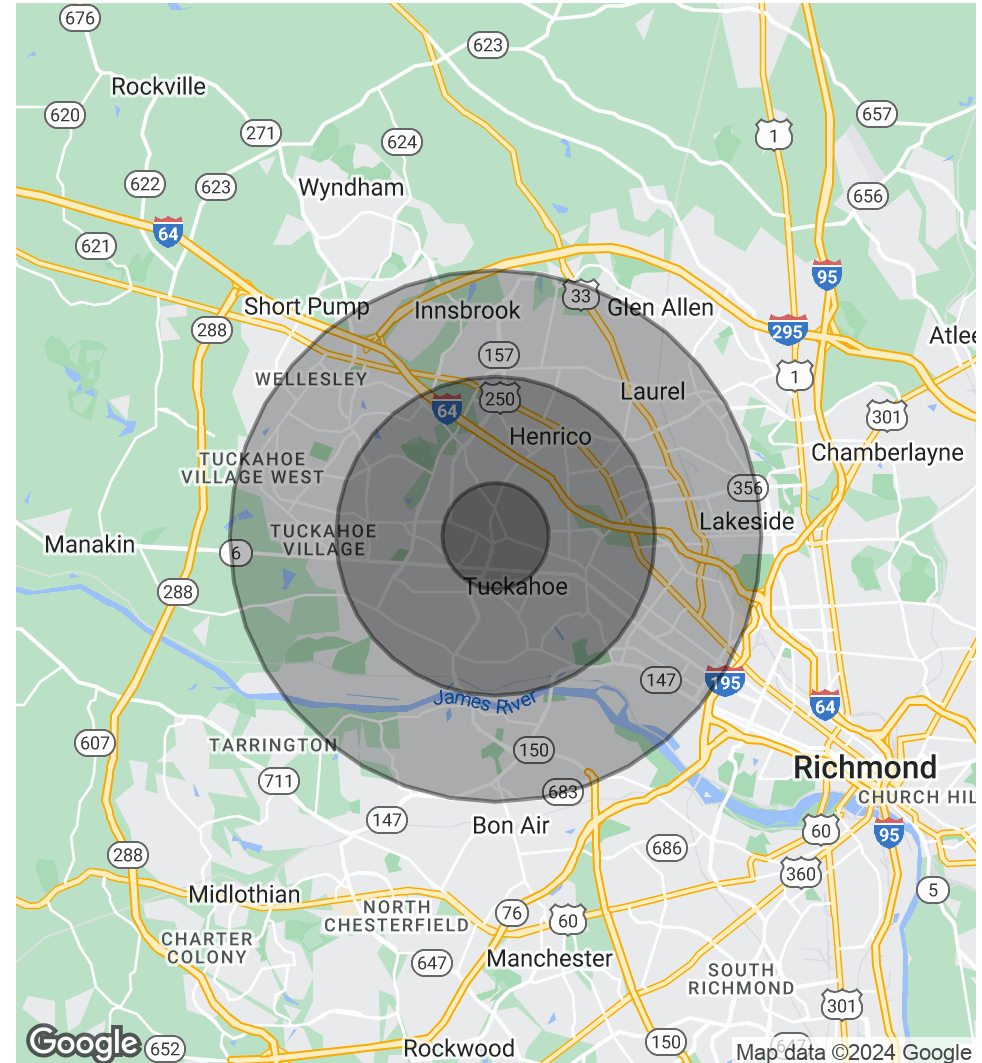 676
623
Rockville
620
657
1
271
624
622
623
Wyndham
656
64
621
95
33
Short Pump
Innsbrook
Glen Allen
288
295
Atlee
157
1
WELLESLEY
Laurel
250
64
301
Henrico
Chamberlayne
TUCKAHOE
VILLAGE WEST
356
Lakeside
TUCKAHOE
VILLAGE
Manakin
6
Tuckahoe
288
147
195
James River
64
607
TARRINGTON
150
Richmond
711
683
CHURCH HIL
147
Bon Air
60
95
686
288
360
Midlothian
5
NORTH
CHESTERFIELD
76
60
CHARTER
COLONY
647
Manchester
SOUTH
RICHMOND
301
Google
652
Rockwood
150
647
Map data ©2024 Google